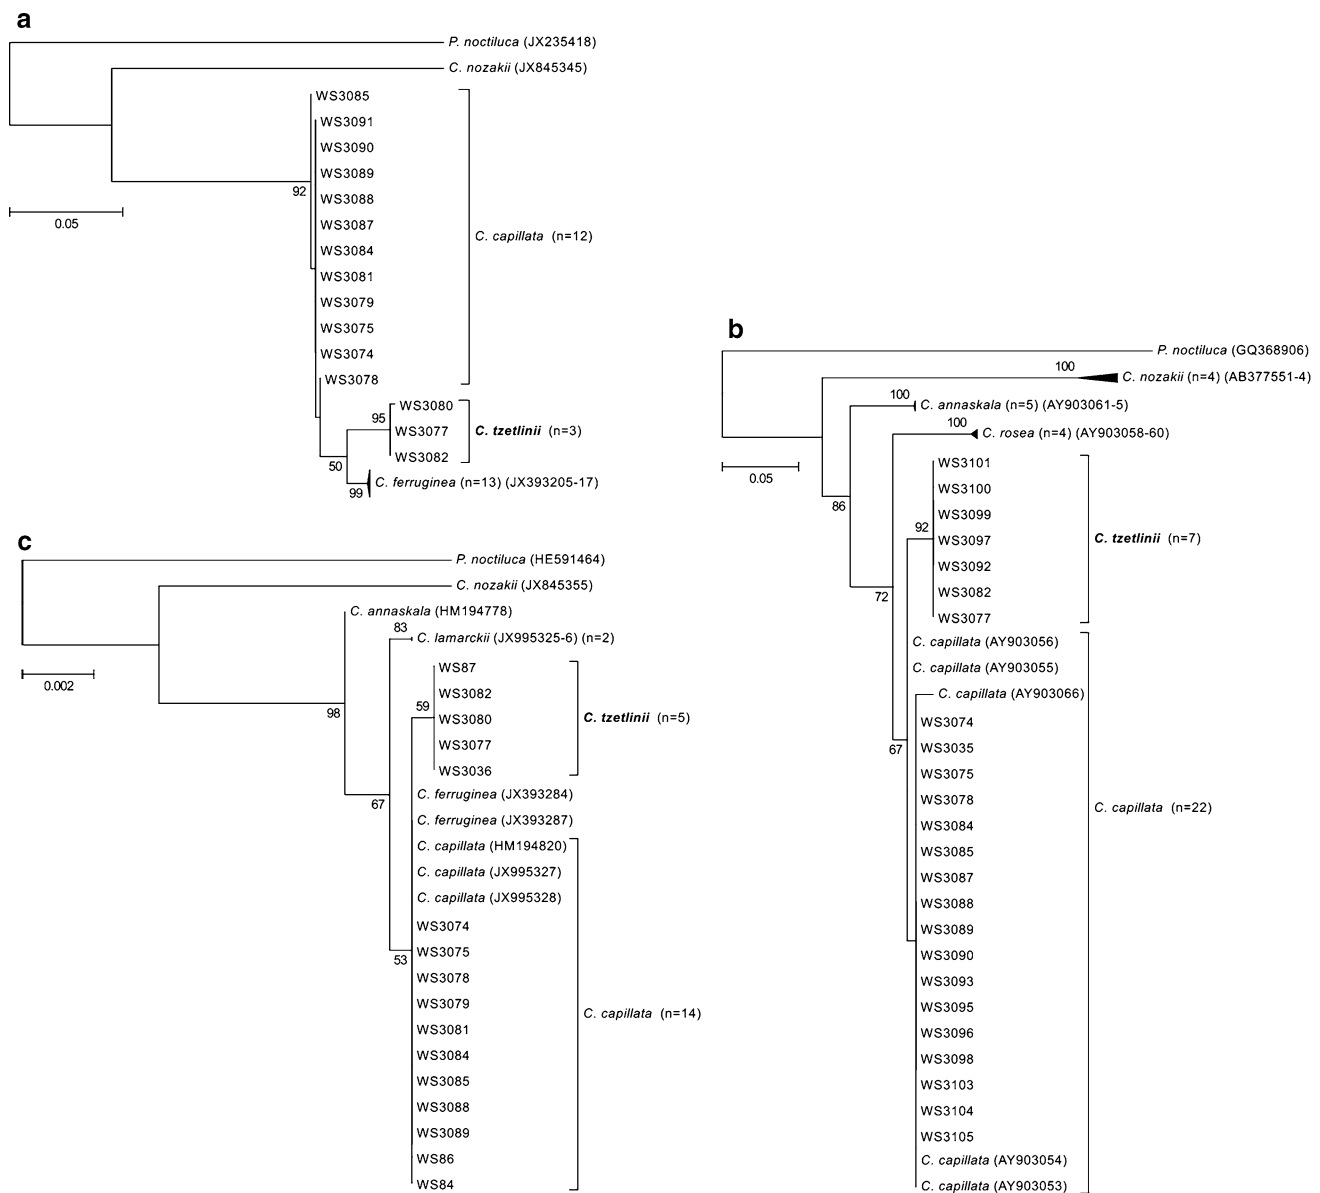 a
P. noctiluca (JX235418)
C. nozakii (JX845345)
WS3085
WS3091
WS3090
WS3089
WS3088
WS3087
WS3084
WS3081
WS3079
WS3075
WS3074
WS3078
C. capillata (n=12)
92
0.05
WS3080
WS3077
WS3082
95
C. tzetlinii (n=3)
50
99
C. ferruginea (n=13) (JX393205-17)
b
P. noctiluca (GQ368906)
100
C. nozakii (n=4) (AB377551-4)
100
C. annaskala (n=5) (AY903061-5)
100
C. rosea (n=4) (AY903058-60)
0.05
86
WS3101
WS3100
WS3099
WS3097
WS3092
WS3082
WS3077
92
C. tzetlinii (n=7)
72
C. capillata (AY903056)
C. capillata (AY903055)
C. capillata (AY903066)
WS3074
WS3035
WS3075
WS3078
WS3084
WS3085
WS3087
WS3088
WS3089
WS3090
WS3093
WS3095
WS3096
WS3098
WS3103
WS3104
WS3105
C. capillata (AY903054)
C. capillata (AY903053)
67
C. capillata (n=22)
c
P. noctiluca (HE591464)
C. nozakii (JX845355)
C. annaskala (HM194778)
83
C. lamarckii (JX995325-6) (n=2)
0.002
98
WS87
WS3082
WS3080
WS3077
WS3036
59
C. tzetlinii (n=5)
67
C. ferruginea (JX393284)
C. ferruginea (JX393287)
C. capillata (HM194820)
C. capillata (JX995327)
C. capillata (JX995328)
WS3074
WS3075
WS3078
WS3079
WS3081
WS3084
WS3085
WS3088
WS3089
WS86
WS84
53
C. capillata (n=14)